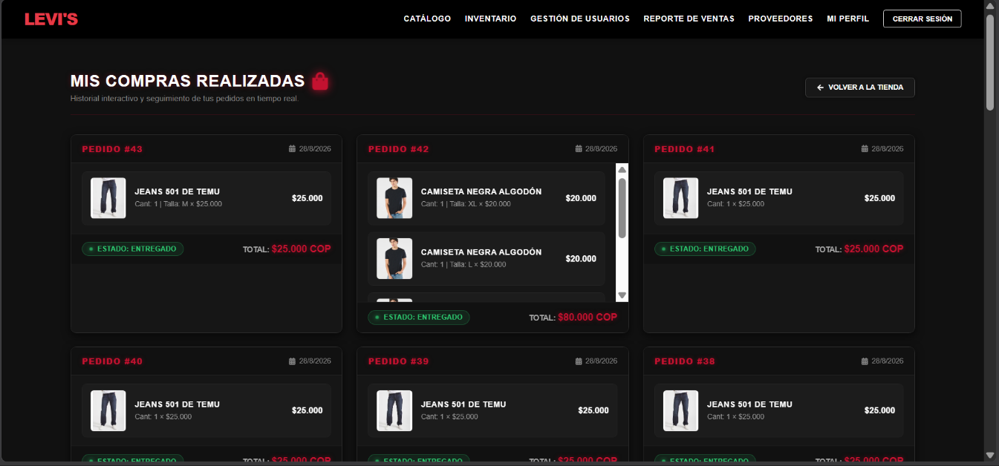 LEVI'S
CATÁLOGO INVENTARIO GESTIÓN DE USUARIOS REPORTE DE VENTAS PROVEEDORES MI PERFIL CERRAR SESIÓN
MIS COMPRAS REALIZADAS
Historial interactivo y seguimiento de tus pedidos en tiempo real.
VOLVER A LA TIENDA
PEDIDO #43
28/8/2026
JEANS 501 DE TEMU
Cant: 1 | Talla: M × $25.000
$25.000
ESTADO: ENTREGADO
TOTAL: $25.000 COP
PEDIDO #42
28/8/2026
CAMISETA NEGRA ALGODÓN
Cant: 1 | Talla: XL × $20.000
$20.000
CAMISETA NEGRA ALGODÓN
Cant: 1 | Talla: L × $20.000
$20.000
ESTADO: ENTREGADO
TOTAL: $80.000 COP
PEDIDO #41
28/8/2026
JEANS 501 DE TEMU
Cant: 1 × $25.000
$25.000
ESTADO: ENTREGADO
TOTAL: $25.000 COP
PEDIDO #40
28/8/2026
JEANS 501 DE TEMU
Cant: 1 × $25.000
$25.000
ESTADO: ENTREGADO
TOTAL: $25.000 COP
PEDIDO #39
28/8/2026
JEANS 501 DE TEMU
Cant: 1 × $25.000
$25.000
ESTADO: ENTREGADO
TOTAL: $25.000 COP
PEDIDO #38
28/8/2026
JEANS 501 DE TEMU
Cant: 1 × $25.000
$25.000
ESTADO: ENTREGADO
TOTAL: $25.000 COP